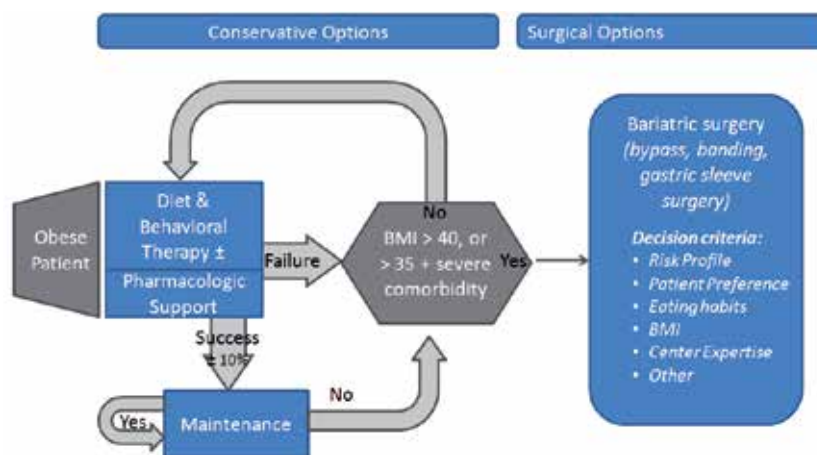 Conservative Options
Surgical Options
Obese
Patient
Diet &
Behavioral
Therapy ±
Pharmacologic
Support
Failure
No
BMI > 40, or
> 35 + severe
comorbidity
Yes
Success
± 10%
Maintenance
Yes
No
Bariatric surgery
(bypass, banding,
gastric sleeve
surgery)
Decision criteria:
• Risk Profile
• Patient Preference
• Eating habits
• BMI
• Center Expertise
• Other